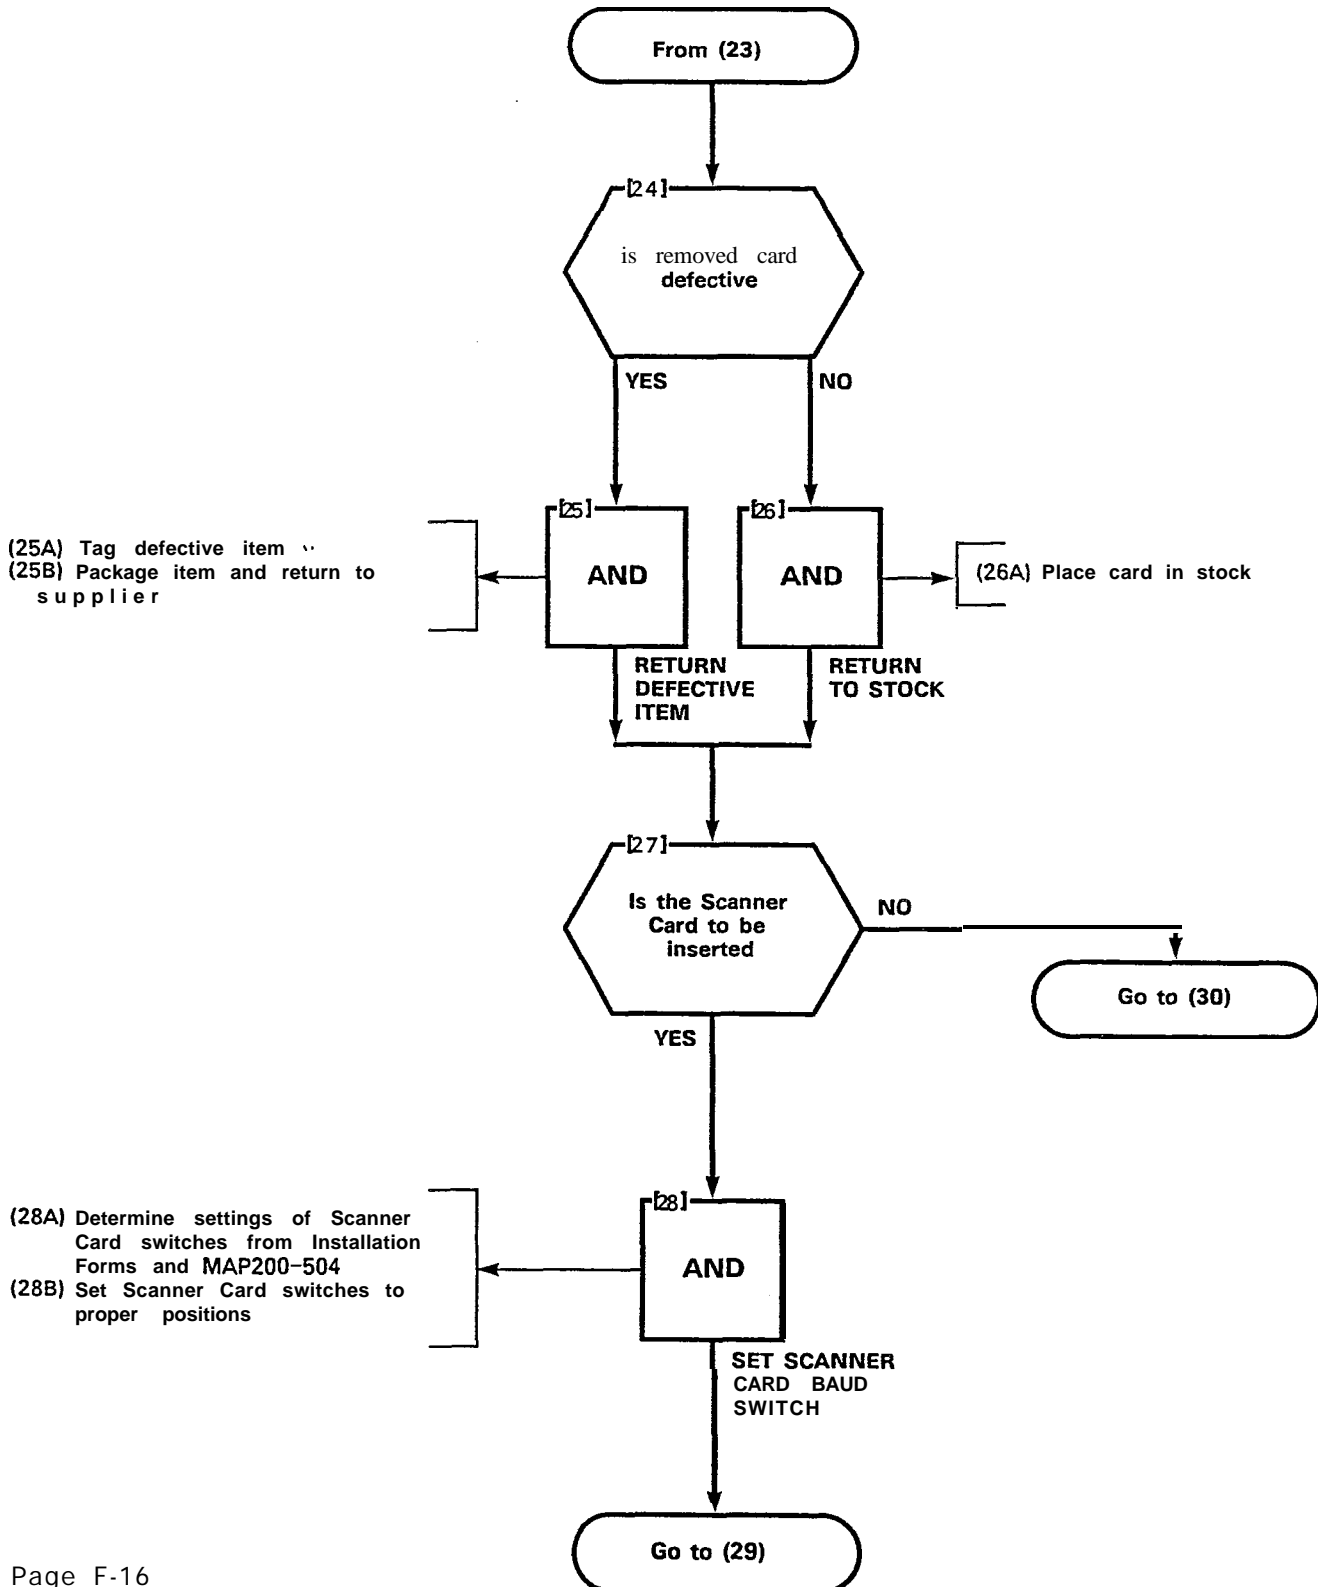 From (23)
[24]
is removed card
defective
YES
NO
[25]
[26]
(25A) Tag defective item
(25B) Package item and return to
supplier
AND
AND
(26A) Place card in stock
RETURN
DEFECTIVE
ITEM
RETURN
TO STOCK
[27]
Is the Scanner
Card to be
inserted
NO
Go to (30)
YES
[28]
(28A) Determine settings of Scanner
Card switches from Installation
Forms and MAP200-504
(28B) Set Scanner Card switches to
proper positions
AND
SET SCANNER
CARD BAUD
SWITCH
Go to (29)
Page F-16